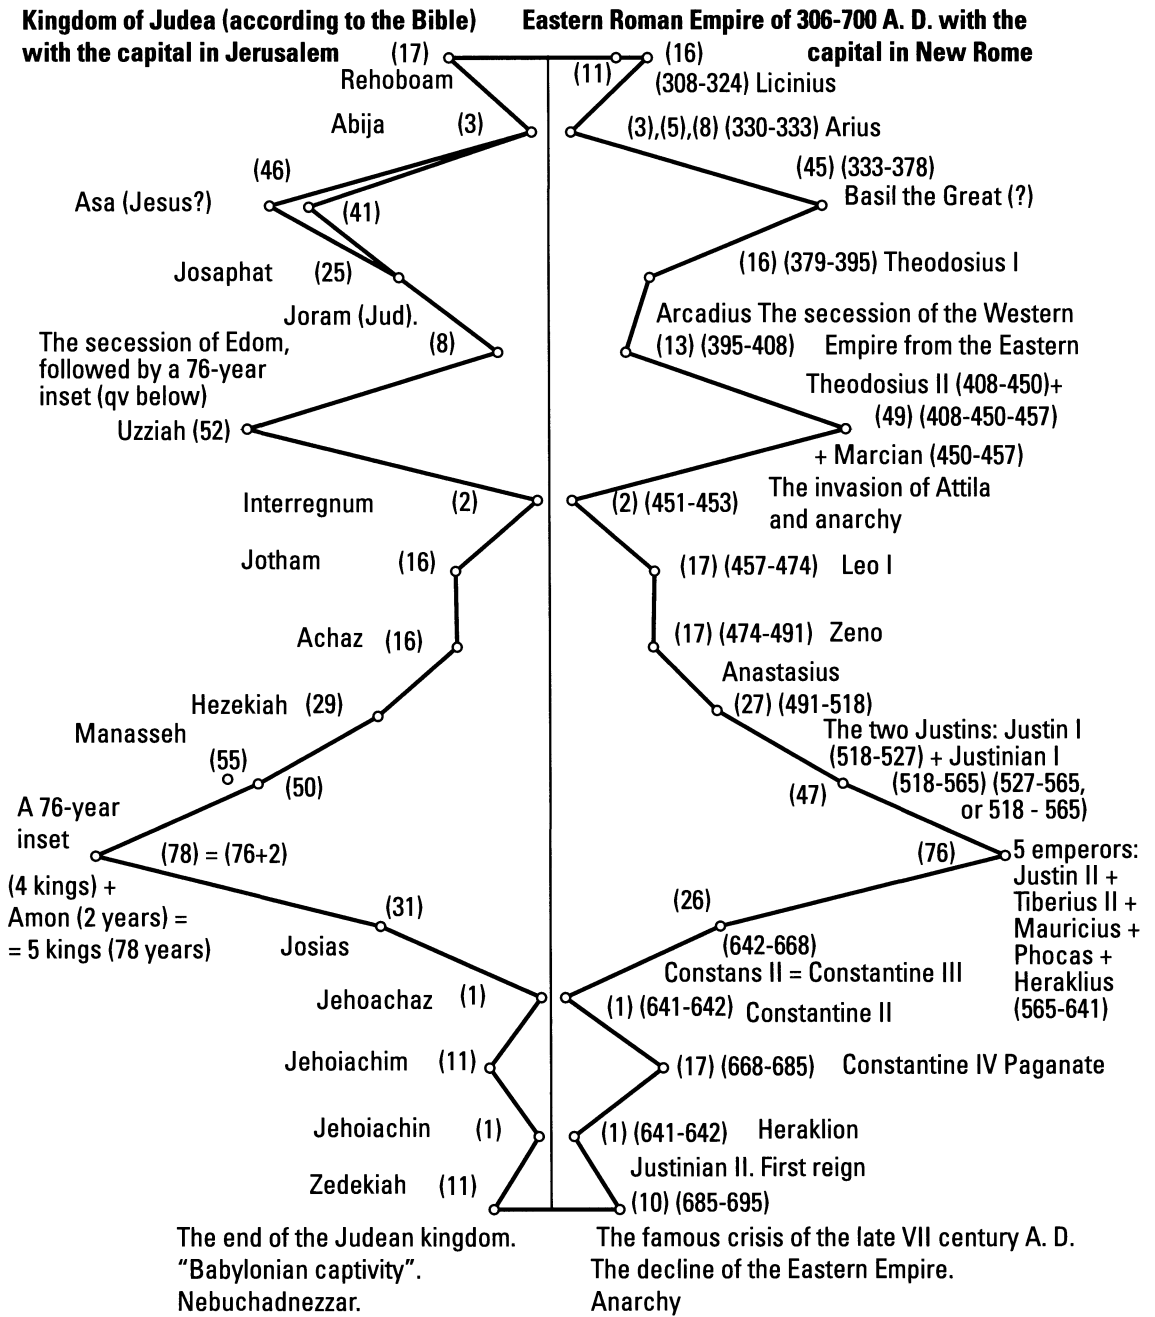 Kingdom of Judea (according to the Bible)
with the capital in Jerusalem
Eastern Roman Empire of 306-700 A. D. with the
capital in New Rome
(17)
Rehoboam
(11)
(16)
(308-324) Licinius
Abija (3)
(3),(5),(8) (330-333) Arius
(46)
Asa (Jesus?)
(41)
(45) (333-378)
Basil the Great (?)
Josaphat (25)
(16) (379-395) Theodosius I
Joram (Jud).
(8)
The secession of Edom,
followed by a 76-year
inset (qv below)
Arcadius The secession of the Western
(13) (395-408) Empire from the Eastern
Uzziah (52)
Theodosius II (408-450)+
(49) (408-450-457)
+ Marcian (450-457)
Interregnum (2)
(2) (451-453)
The invasion of Attila
and anarchy
Jotham (16)
(17) (457-474) Leo I
Achaz (16)
(17) (474-491) Zeno
Hezekiah (29)
Anastasius
(27) (491-518)
Manasseh
(55)
(50)
The two Justins: Justin I
(518-527) + Justinian I
(518-565) (527-565,
or 518 - 565)
(47)
A 76-year
inset
(78) = (76+2)
(4 kings) +
Amon (2 years) =
= 5 kings (78 years)
(76)
5 emperors:
Justin II +
Tiberius II +
Mauricius +
Phocas +
Heraklius
(565-641)
(31)
Josias
(26)
(642-668)
Constans II = Constantine III
Jehoachaz (1)
(1) (641-642) Constantine II
Jehoiachim (11)
(17) (668-685) Constantine IV Paganate
Jehoiachin (1)
(1) (641-642) Heraklion
Zedekiah (11)
Justinian II. First reign
(10) (685-695)
The end of the Judean kingdom.
“Babylonian captivity”.
Nebuchadnezzar.
The famous crisis of the late VII century A. D.
The decline of the Eastern Empire.
Anarchy